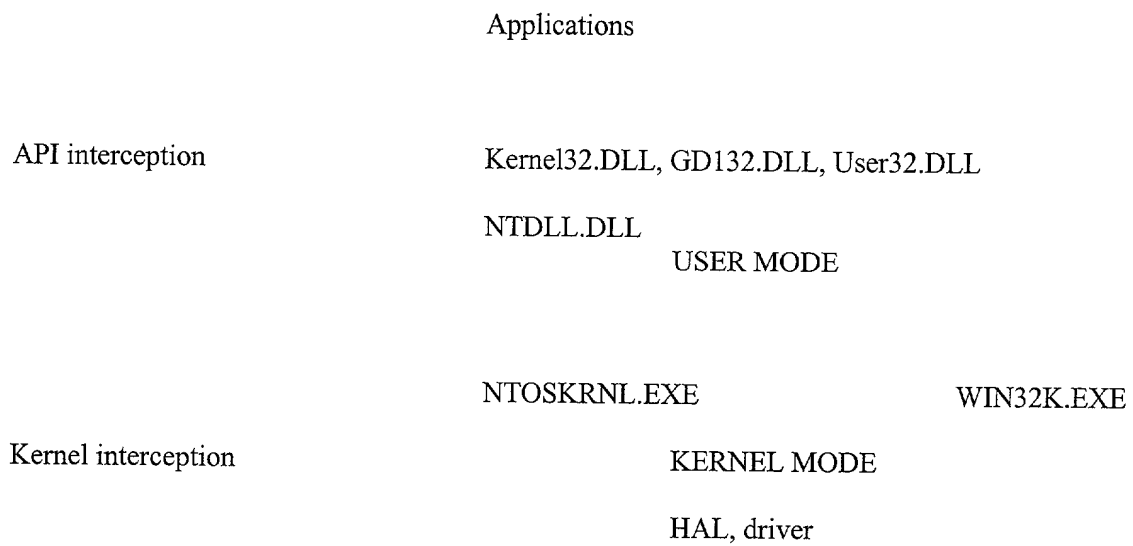 Applications
API interception Kernel32.DLL, GD132.DLL, User32.DLL
NTDLL.DLL
USER MODE
NTOSKRNL.EXE WIN32K.EXE
Kernel interception KERNEL MODE
HAL, driver